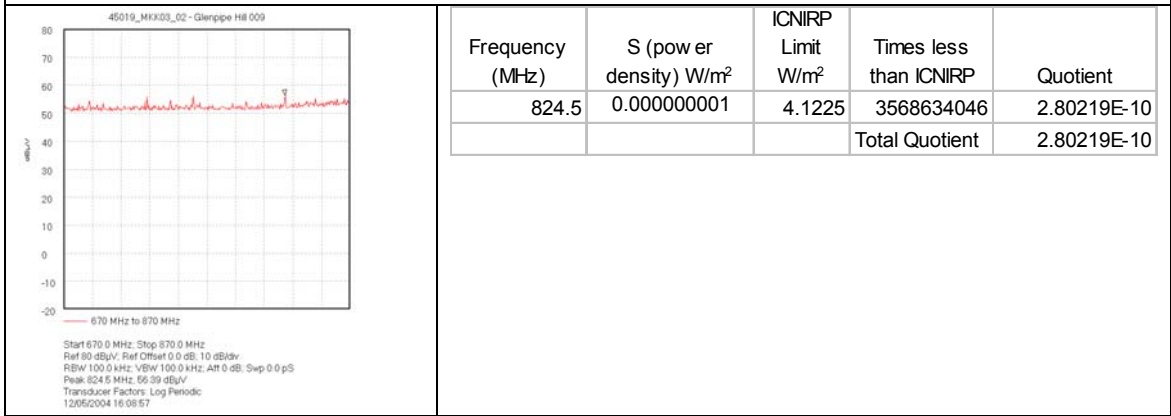 45019_MKK03_02 - Glenpipe Hill 009
80
70
60
50
40
30
20
10
0
-10
-20
dBµV
670 MHz to 870 MHz
Start 670.0 MHz; Stop 870.0 MHz
Ref 80 dBµV; Ref Offset 0.0 dB; 10 dB/div
RBW 100.0 kHz; VBW 100.0 kHz; Att 0 dB; Swp 0.0 pS
Peak 824.5 MHz, 56.39 dBµV
Transducer Factors: Log Periodic
12/05/2004 16:08:57
Frequency (MHz) S (pow er density) W/m² ICNIRP Limit W/m² Times less than ICNIRP Quotient
824.5 0.000000001 4.1225 3568634046 2.80219E-10
Total Quotient 2.80219E-10